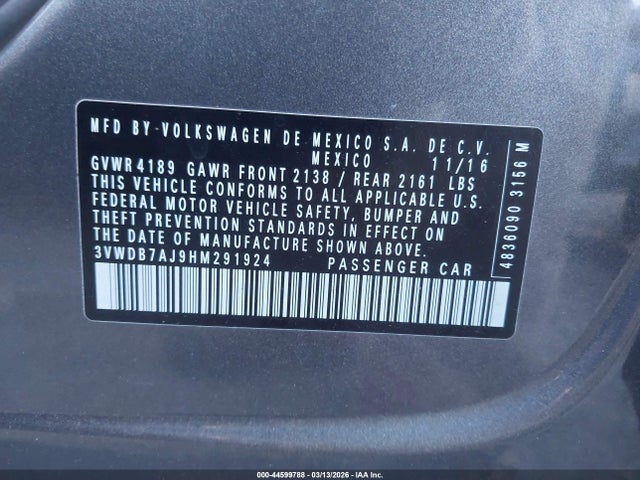 MFD BY-VOLKSWAGEN DE MEXICO S.A. DE C.V.
MEXICO 11/16
GVWR 4189 GAWR FRONT 2138 / REAR 2161 LBS
THIS VEHICLE CONFORMS TO ALL APPLICABLE U.S.
FEDERAL MOTOR VEHICLE SAFETY, BUMPER AND
THEFT PREVENTION STANDARDS IN EFFECT ON
THE DATE OF MANUFACTURE SHOWN ABOVE.
3VWDB7AJ9HM291924 PASSENGER CAR
4836090 3156 M
000-44599788 - 03/13/2026 - IAA Inc.